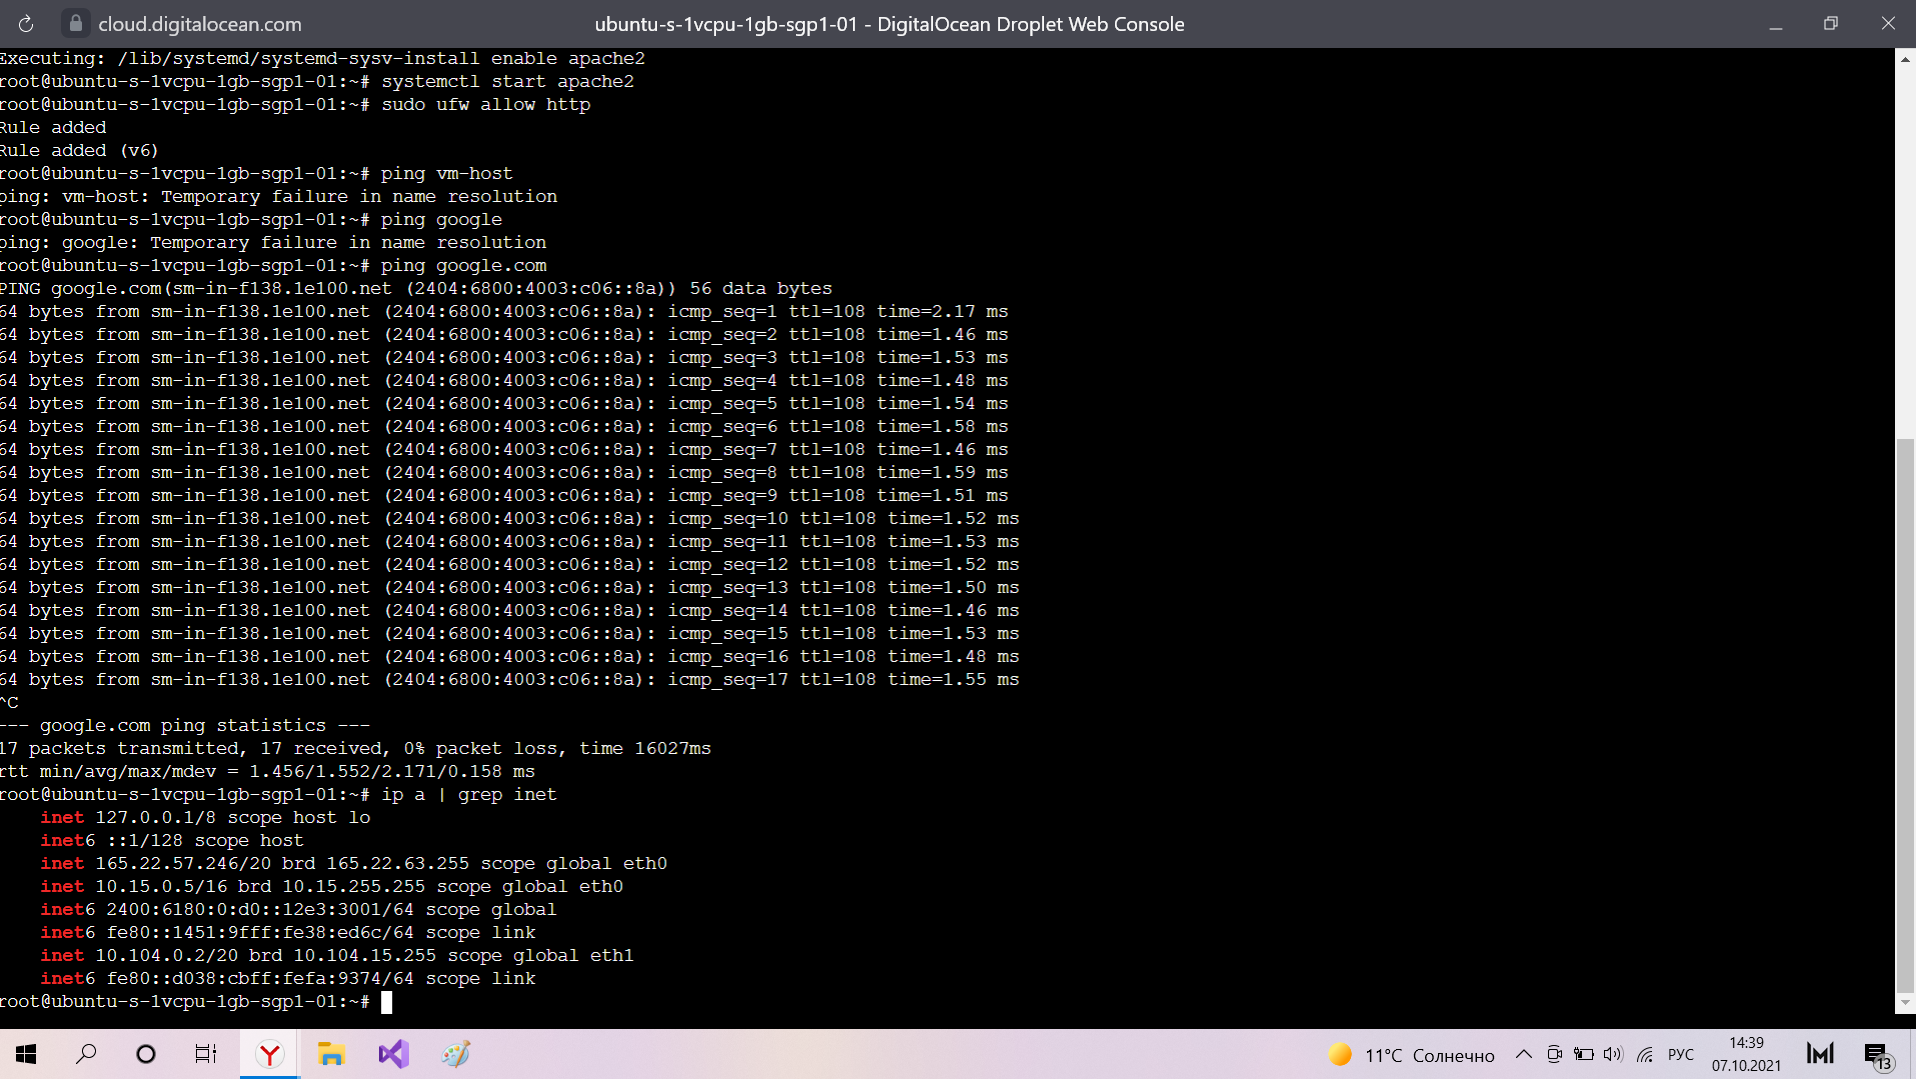 cloud.digitalocean.com
ubuntu-s-1vcpu-1gb-sgp1-01 - DigitalOcean Droplet Web Console
Executing: /lib/systemd/systemd-sysv-install enable apache2
root@ubuntu-s-1vcpu-1gb-sgp1-01:~# systemctl start apache2
root@ubuntu-s-1vcpu-1gb-sgp1-01:~# sudo ufw allow http
Rule added
Rule added (v6)
root@ubuntu-s-1vcpu-1gb-sgp1-01:~# ping vm-host
ping: vm-host: Temporary failure in name resolution
root@ubuntu-s-1vcpu-1gb-sgp1-01:~# ping google
ping: google: Temporary failure in name resolution
root@ubuntu-s-1vcpu-1gb-sgp1-01:~# ping google.com
PING google.com(sm-in-f138.1e100.net (2404:6800:4003:c06::8a)) 56 data bytes
64 bytes from sm-in-f138.1e100.net (2404:6800:4003:c06::8a): icmp_seq=1 ttl=108 time=2.17 ms
64 bytes from sm-in-f138.1e100.net (2404:6800:4003:c06::8a): icmp_seq=2 ttl=108 time=1.46 ms
64 bytes from sm-in-f138.1e100.net (2404:6800:4003:c06::8a): icmp_seq=3 ttl=108 time=1.53 ms
64 bytes from sm-in-f138.1e100.net (2404:6800:4003:c06::8a): icmp_seq=4 ttl=108 time=1.48 ms
64 bytes from sm-in-f138.1e100.net (2404:6800:4003:c06::8a): icmp_seq=5 ttl=108 time=1.54 ms
64 bytes from sm-in-f138.1e100.net (2404:6800:4003:c06::8a): icmp_seq=6 ttl=108 time=1.58 ms
64 bytes from sm-in-f138.1e100.net (2404:6800:4003:c06::8a): icmp_seq=7 ttl=108 time=1.46 ms
64 bytes from sm-in-f138.1e100.net (2404:6800:4003:c06::8a): icmp_seq=8 ttl=108 time=1.59 ms
64 bytes from sm-in-f138.1e100.net (2404:6800:4003:c06::8a): icmp_seq=9 ttl=108 time=1.51 ms
64 bytes from sm-in-f138.1e100.net (2404:6800:4003:c06::8a): icmp_seq=10 ttl=108 time=1.52 ms
64 bytes from sm-in-f138.1e100.net (2404:6800:4003:c06::8a): icmp_seq=11 ttl=108 time=1.53 ms
64 bytes from sm-in-f138.1e100.net (2404:6800:4003:c06::8a): icmp_seq=12 ttl=108 time=1.52 ms
64 bytes from sm-in-f138.1e100.net (2404:6800:4003:c06::8a): icmp_seq=13 ttl=108 time=1.50 ms
64 bytes from sm-in-f138.1e100.net (2404:6800:4003:c06::8a): icmp_seq=14 ttl=108 time=1.46 ms
64 bytes from sm-in-f138.1e100.net (2404:6800:4003:c06::8a): icmp_seq=15 ttl=108 time=1.53 ms
64 bytes from sm-in-f138.1e100.net (2404:6800:4003:c06::8a): icmp_seq=16 ttl=108 time=1.48 ms
64 bytes from sm-in-f138.1e100.net (2404:6800:4003:c06::8a): icmp_seq=17 ttl=108 time=1.55 ms
^C
--- google.com ping statistics ---
17 packets transmitted, 17 received, 0% packet loss, time 16027ms
rtt min/avg/max/mdev = 1.456/1.552/2.171/0.158 ms
root@ubuntu-s-1vcpu-1gb-sgp1-01:~# ip a | grep inet
inet 127.0.0.1/8 scope host lo
inet6 ::1/128 scope host
inet 165.22.57.246/20 brd 165.22.63.255 scope global eth0
inet 10.15.0.5/16 brd 10.15.255.255 scope global eth0
inet6 2400:6180:0:d0::12e3:3001/64 scope global
inet6 fe80::1451:9fff:fe38:ed6c/64 scope link
inet 10.104.0.2/20 brd 10.104.15.255 scope global eth1
inet6 fe80::d038:cbff:fefa:9374/64 scope link
root@ubuntu-s-1vcpu-1gb-sgp1-01:~#
11°C Солнечно
РУС
14:39
07.10.2021
13